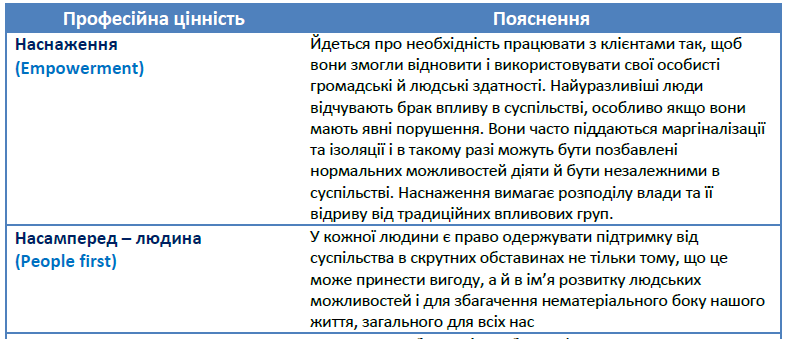 Професійна цінність
Пояснення
Наснаження
(Empowerment)
Йдеться про необхідність працювати з клієнтами так, щоб
вони змогли відновити і використовувати свої особисті
громадські й людські здатності. Найуразливіші люди
відчувають брак впливу в суспільстві, особливо якщо вони
мають явні порушення. Вони часто піддаються маргіналізації
та ізоляції і в такому разі можуть бути позбавлені
нормальних можливостей діяти й бути незалежними в
суспільстві. Наснаження вимагає розподілу влади та її
відриву від традиційних впливових груп.
Насамперед – людина
(People first)
У кожної людини є право одержувати підтримку від
суспільства в скрутних обставинах не тільки тому, що це
може принести вигоду, а й в ім’я розвитку людських
можливостей і для збагачення нематеріального боку нашого
життя, загального для всіх нас